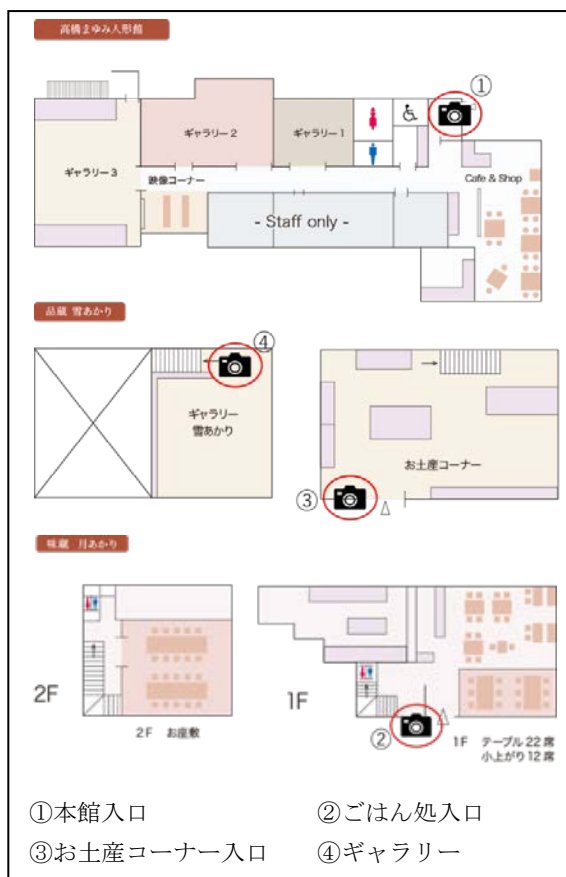 高橋まゆみ人形館
①
ギャラリー2
ギャラリー1
ギャラリー3
映像コーナー
Cafe & Shop
- Staff only -
品蔵 雪あかり
④
ギャラリー
雪あかり
お土産コーナー
③
味蔵 月あかり
2F
2F お座敷
1F
②
1F テーブル22席
小上がり12席
①本館入口
②ごはん処入口
③お土産コーナー入口
④ギャラリー